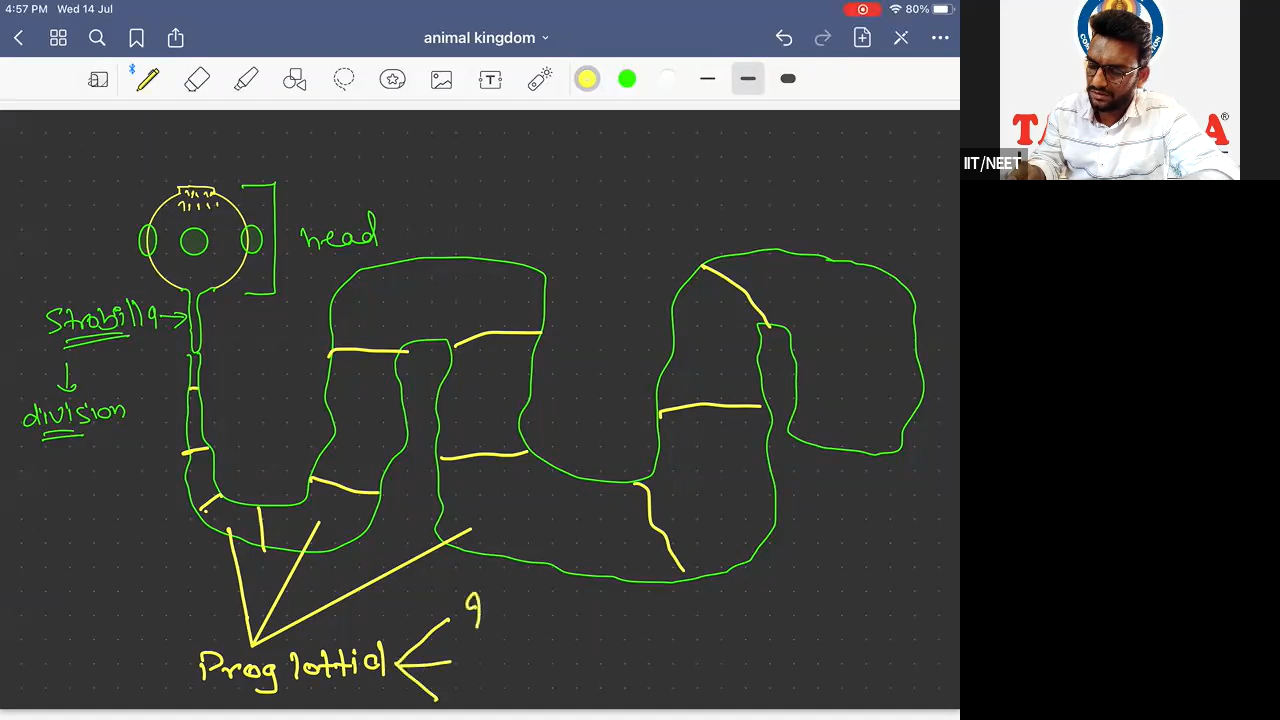 4:57 PM Wed 14 Jul
80%
animal kingdom
T
A
®
IIT/NEET
head
Strobilla
division
Proglottid